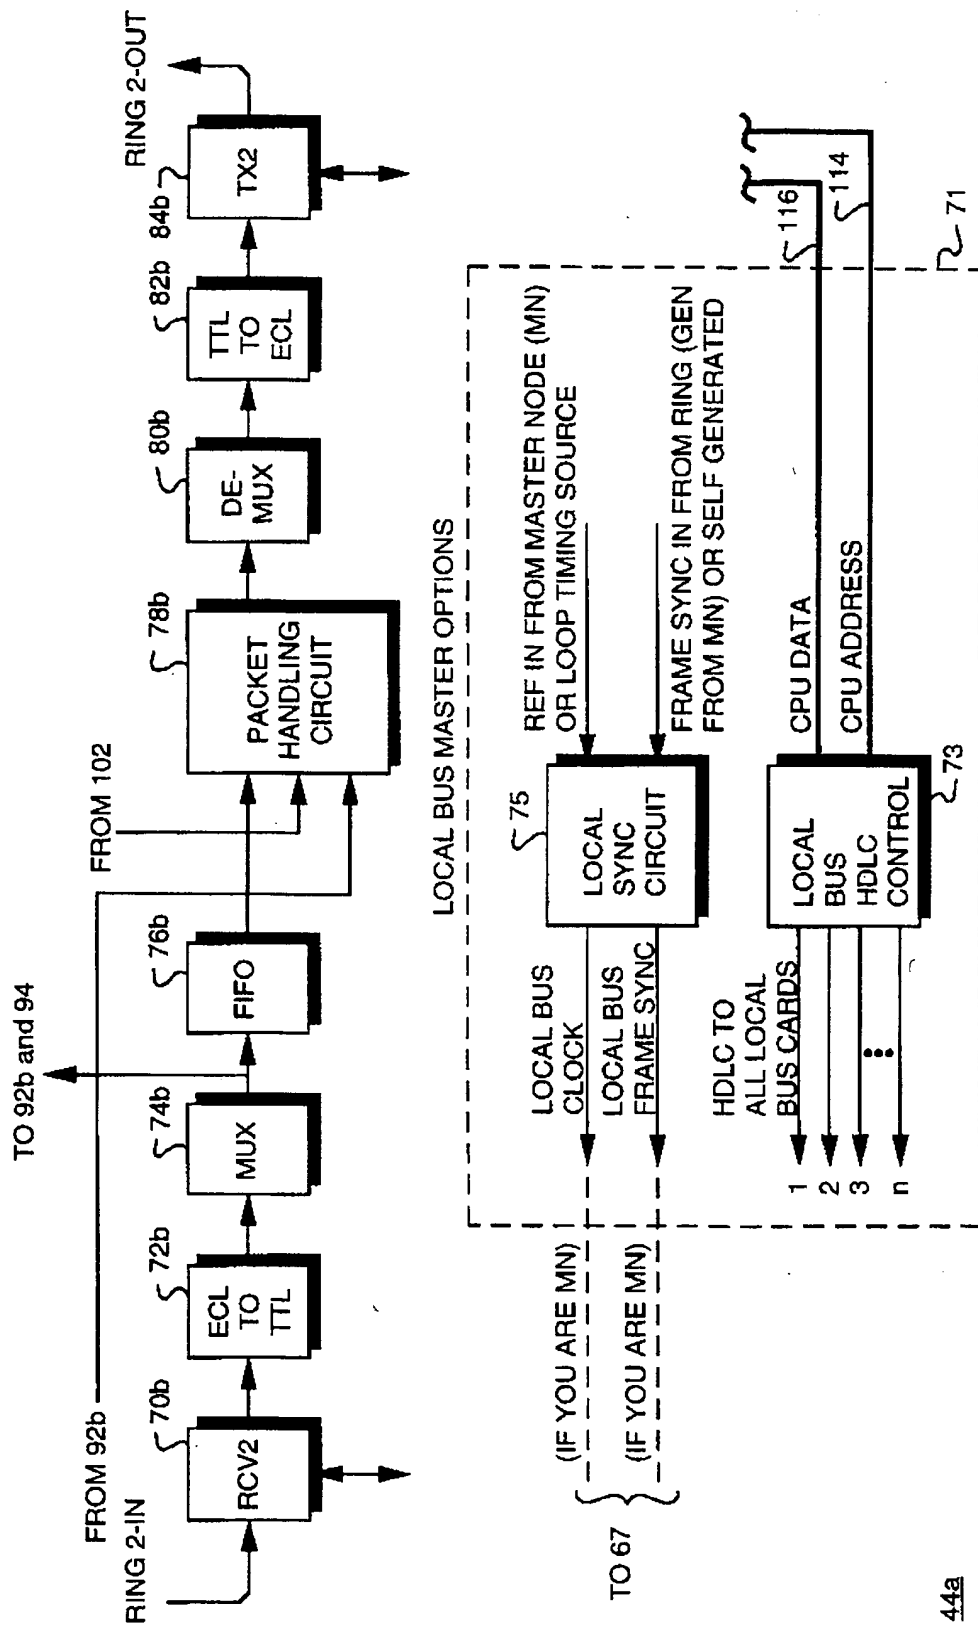 TO 92b and 94
FROM 92b
FROM 102
RING 2-IN
70b
RCV2
72b
ECL
TO
TTL
74b
MUX
76b
FIFO
78b
PACKET
HANDLING
CIRCUIT
80b
DE-
MUX
82b
TTL
TO
ECL
84b
TX2
RING 2-OUT
LOCAL BUS MASTER OPTIONS
TO 67
(IF YOU ARE MN)
(IF YOU ARE MN)
LOCAL BUS
CLOCK
LOCAL BUS
FRAME SYNC
75
LOCAL
SYNC
CIRCUIT
REF IN FROM MASTER NODE (MN)
OR LOOP TIMING SOURCE
FRAME SYNC IN FROM RING (GEN
FROM MN) OR SELF GENERATED
HDLC TO
ALL LOCAL
BUS CARDS
1
2
3
n
LOCAL
BUS
HDLC
CONTROL
73
CPU DATA
CPU ADDRESS
116
114
71
44a